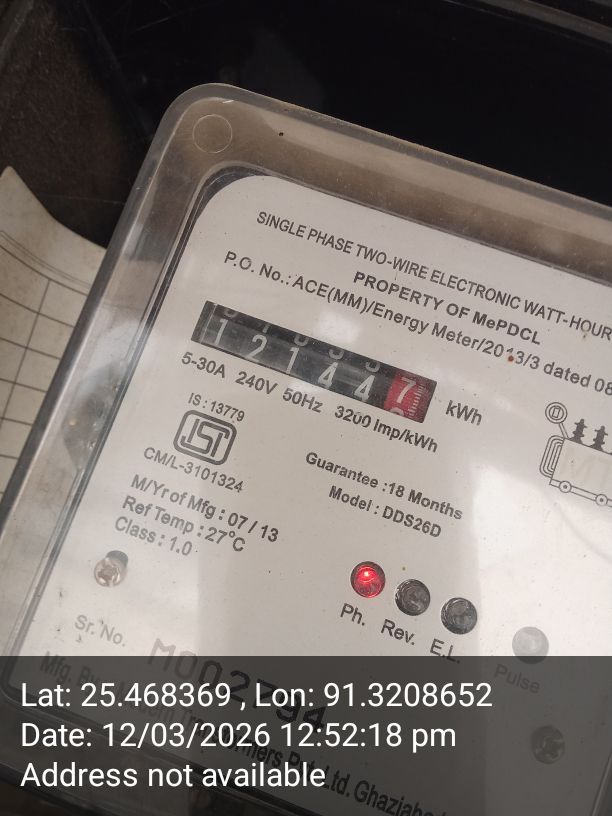 SINGLE PHASE TWO-WIRE ELECTRONIC WATT-HOUR
PROPERTY OF MePDCL
P.O. No.: ACE(MM)/Energy Meter/2013/3 dated 08
1 2 1 4 4 7 kWh
5-30A 240V 50Hz 3200 Imp/kWh
IS : 13779
ISI
CM/L-3101324
Guarantee : 18 Months
Model : DDS26D
M/Yr of Mfg : 07 / 13
Ref Temp : 27°C
Class : 1.0
Ph. Rev. E.L. Pulse
Sr. No.
Lat: 25.468369 , Lon: 91.3208652
Date: 12/03/2026 12:52:18 pm
Address not available